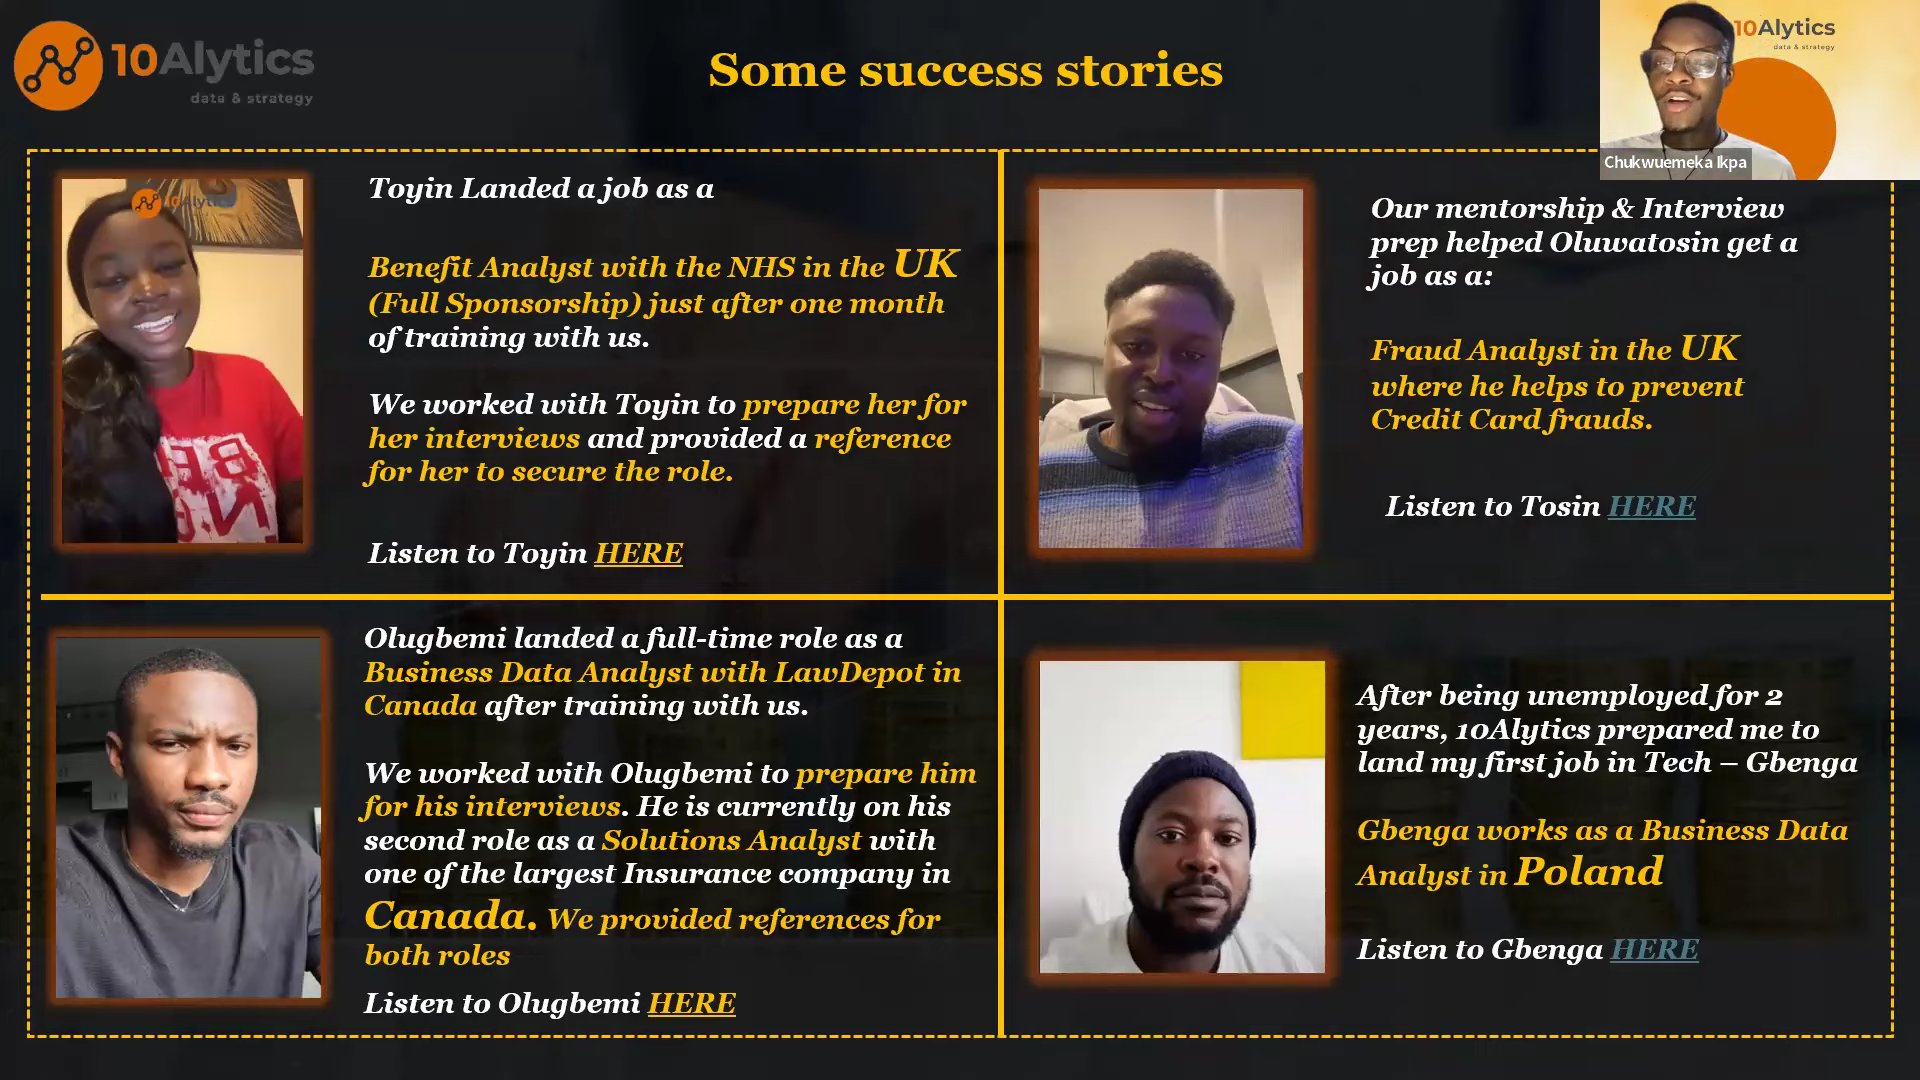 10Alytics
data & strategy
Some success stories
10Alytics
data & strategy
Chukwuemeka Ikpa
10Alytics
Toyin Landed a job as a
Benefit Analyst with the NHS in the UK
(Full Sponsorship) just after one month
of training with us.
We worked with Toyin to prepare her for
her interviews and provided a reference
for her to secure the role.
Listen to Toyin HERE
Our mentorship & Interview
prep helped Oluwatosin get a
job as a:
Fraud Analyst in the UK
where he helps to prevent
Credit Card frauds.
Listen to Tosin HERE
Olugbemi landed a full-time role as a
Business Data Analyst with LawDepot in
Canada after training with us.
We worked with Olugbemi to prepare him
for his interviews. He is currently on his
second role as a Solutions Analyst with
one of the largest Insurance company in
Canada. We provided references for
both roles
Listen to Olugbemi HERE
After being unemployed for 2
years, 10Alytics prepared me to
land my first job in Tech – Gbenga
Gbenga works as a Business Data
Analyst in Poland
Listen to Gbenga HERE